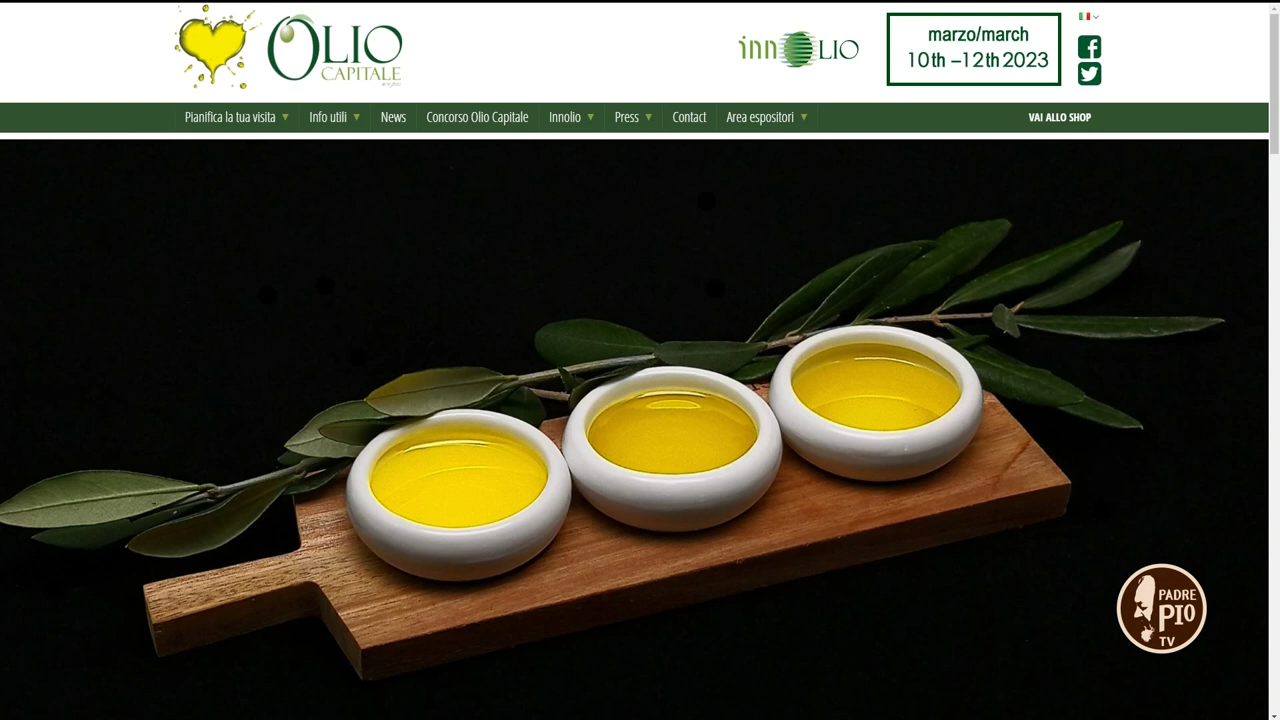 OLIO
CAPITALE
innOLIO
marzo/march
10th –12th 2023
Pianifica la tua visita
Info utili
News
Concorso Olio Capitale
Innolio
Press
Contact
Area espositori
VAI ALLO SHOP
PADRE
PIO
TV